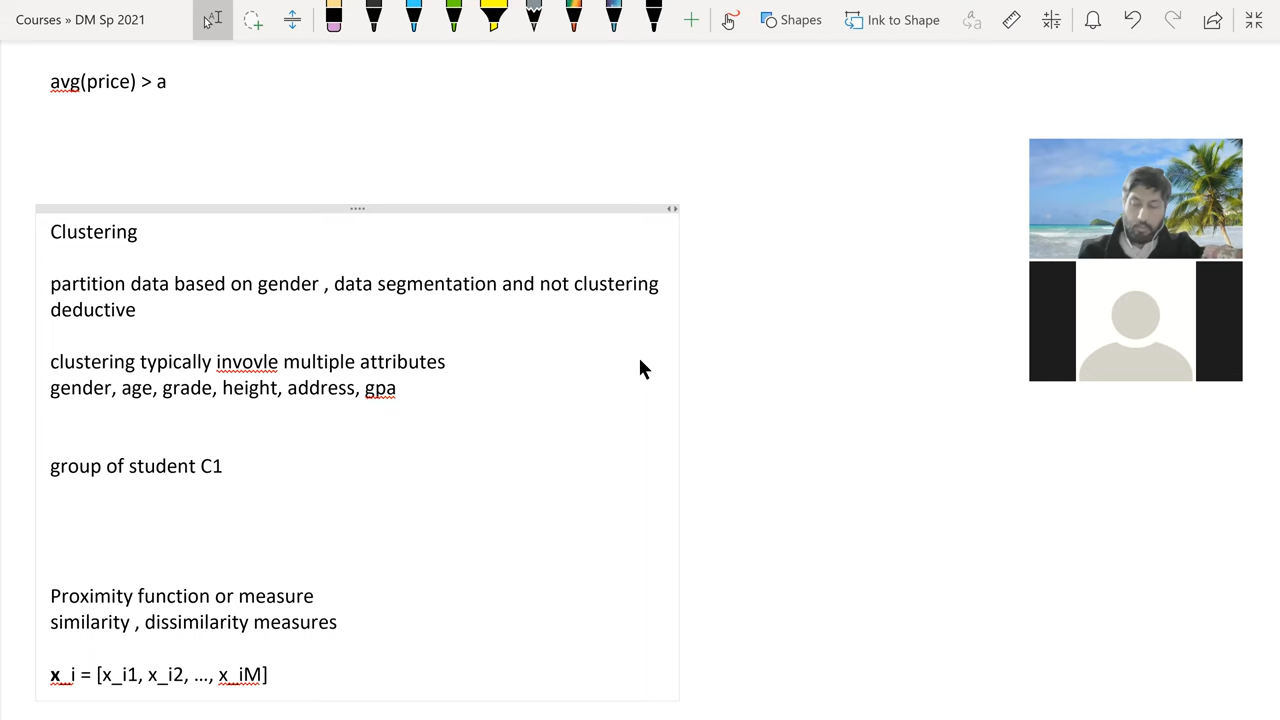 Courses » DM Sp 2021
Shapes
Ink to Shape
avg(price) > a
Clustering
partition data based on gender , data segmentation and not clustering
deductive
clustering typically invovle multiple attributes
gender, age, grade, height, address, gpa
group of student C1
Proximity function or measure
similarity , dissimilarity measures
x_i = [x_i1, x_i2, ..., x_iM]